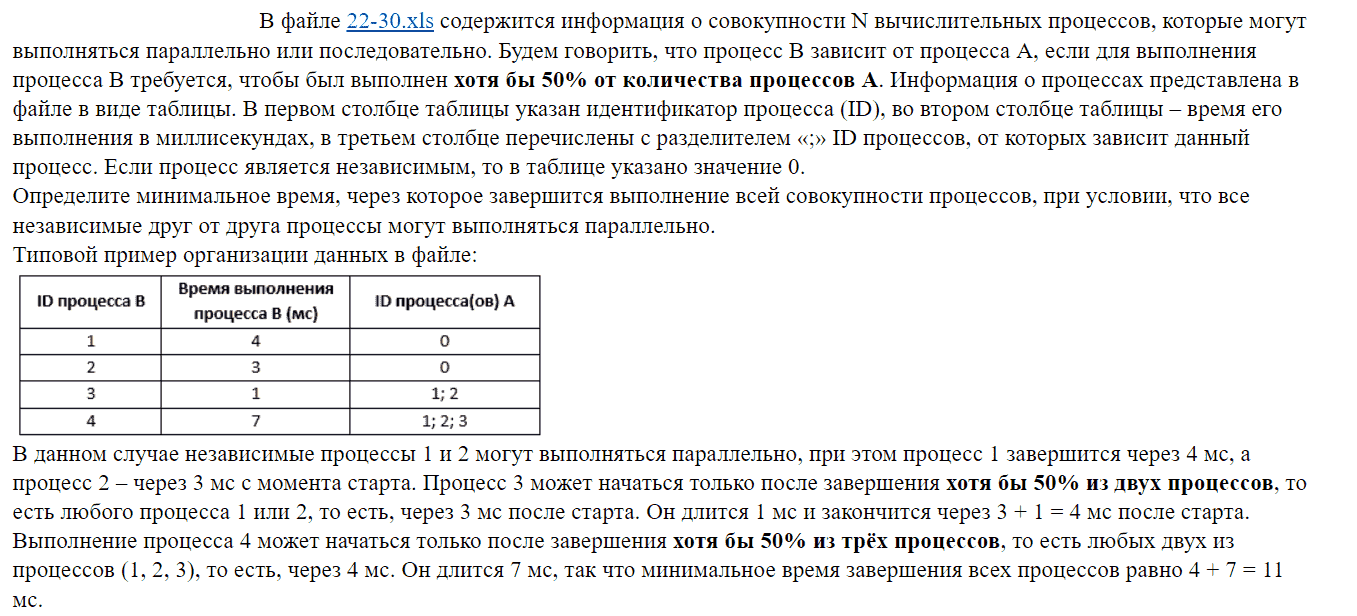 В файле 22-30.xls содержится информация о совокупности N вычислительных процессов, которые могут
выполняться параллельно или последовательно. Будем говорить, что процесс B зависит от процесса A, если для выполнения
процесса B требуется, чтобы был выполнен хотя бы 50% от количества процессов A. Информация о процессах представлена в
файле в виде таблицы. В первом столбце таблицы указан идентификатор процесса (ID), во втором столбце таблицы – время его
выполнения в миллисекундах, в третьем столбце перечислены с разделителем «;» ID процессов, от которых зависит данный
процесс. Если процесс является независимым, то в таблице указано значение 0.
Определите минимальное время, через которое завершится выполнение всей совокупности процессов, при условии, что все
независимые друг от друга процессы могут выполняться параллельно.
Типовой пример организации данных в файле:
ID процесса B Время выполнения процесса B (мс) ID процесса(ов) A
1 4 0
2 3 0
3 1 1; 2
4 7 1; 2; 3
В данном случае независимые процессы 1 и 2 могут выполняться параллельно, при этом процесс 1 завершится через 4 мс, а
процесс 2 – через 3 мс с момента старта. Процесс 3 может начаться только после завершения хотя бы 50% из двух процессов, то
есть любого процесса 1 или 2, то есть, через 3 мс после старта. Он длится 1 мс и закончится через 3 + 1 = 4 мс после старта.
Выполнение процесса 4 может начаться только после завершения хотя бы 50% из трёх процессов, то есть любых двух из
процессов (1, 2, 3), то есть, через 4 мс. Он длится 7 мс, так что минимальное время завершения всех процессов равно 4 + 7 = 11
мс.